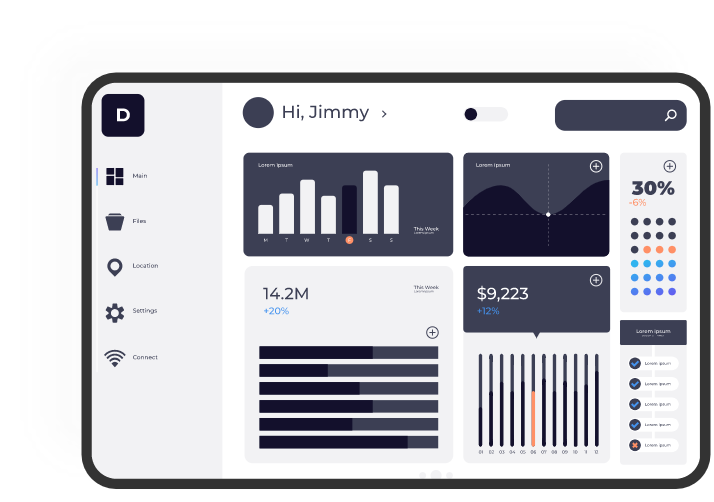 D
Hi, Jimmy
Main
Files
Location
Settings
Connect
Lorem ipsum
M T W T F S S
This Week
Lorem ipsum
30%
-6%
14.2M
+20%
This Week
$9,223
+12%
01 02 03 04 05 06 07 08 09 10 11 12
Lorem ipsum
Lorem ipsum
Lorem ipsum
Lorem ipsum
Lorem ipsum
Lorem ipsum